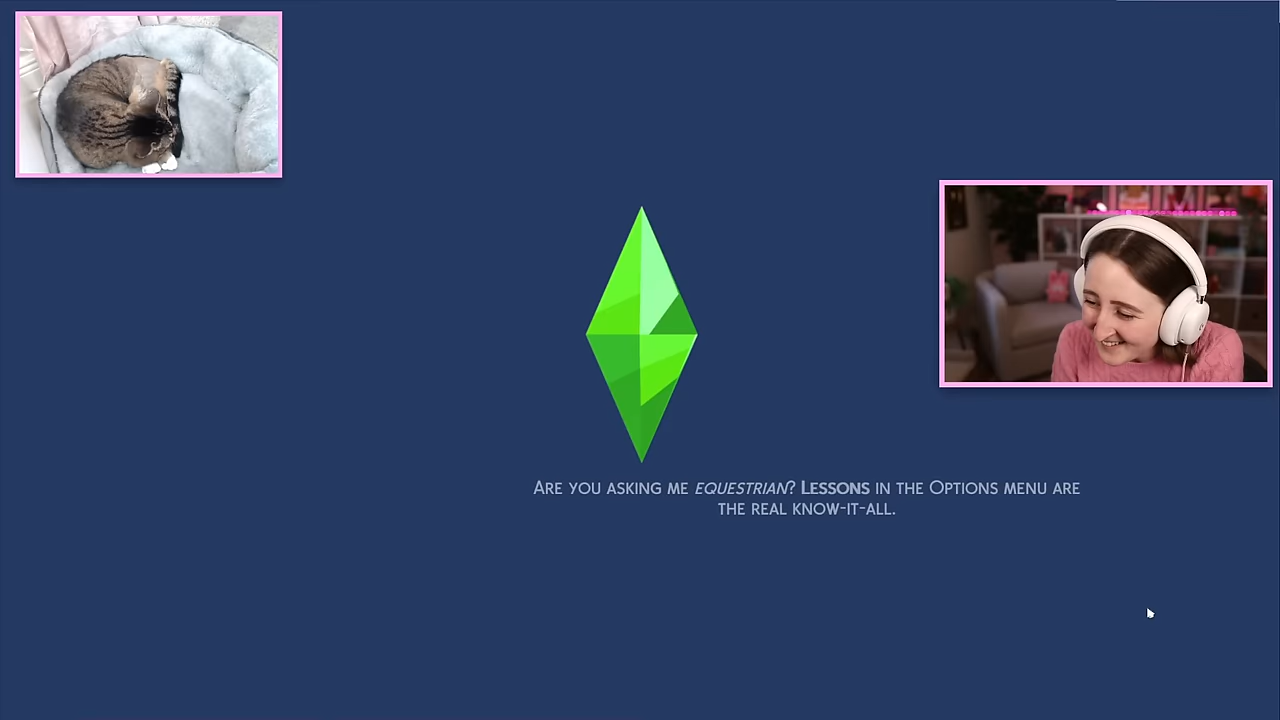 Are you asking me equestrian? Lessons in the Options menu are
the real know-it-all.